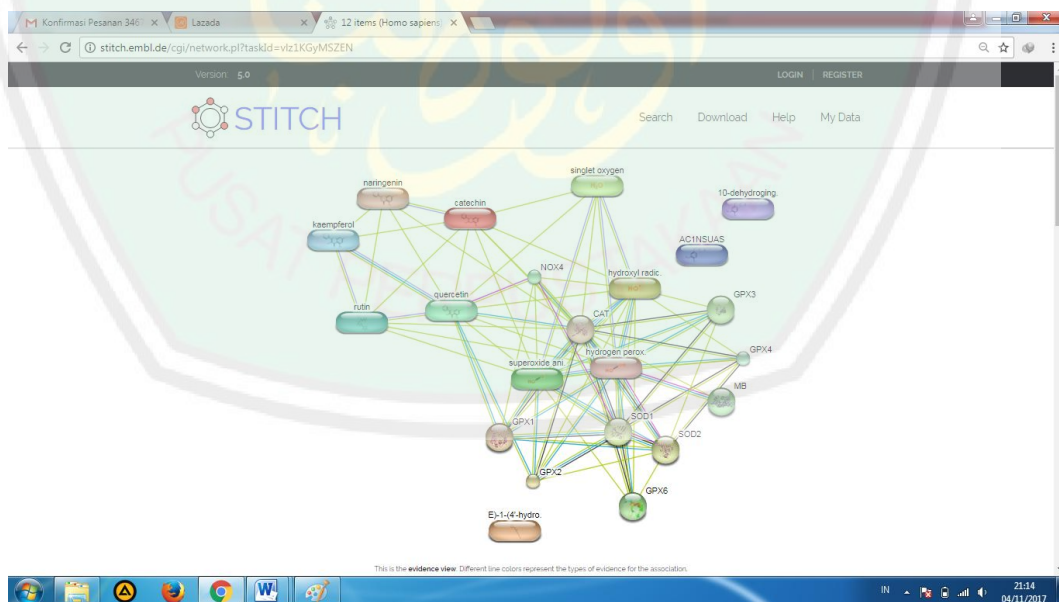 Konfirmasi Pesanan 346
Lazada
12 items (Homo sapiens)
stitch.embl.de/cgi/network.pl?taskId=vIz1KGyMSZEN
Version: 5.0
LOGIN | REGISTER
STITCH
Search Download Help My Data
singlet oxygen
naringenin
10-dehydroging.
catechin
kaempferol
AC1NSUAS
NOX4
hydroxyl radic.
GPX3
quercetin
rutin
CAT
GPX4
hydrogen perox.
superoxide ani
MB
SOD1
GPX1
SOD2
GPX2
GPX6
E)-1-(4'-hydro.
This is the evidence view. Different line colors represent the types of evidence for the association.
IN
21:14
04/11/2017
PUSAT PERPUSTAKAAN